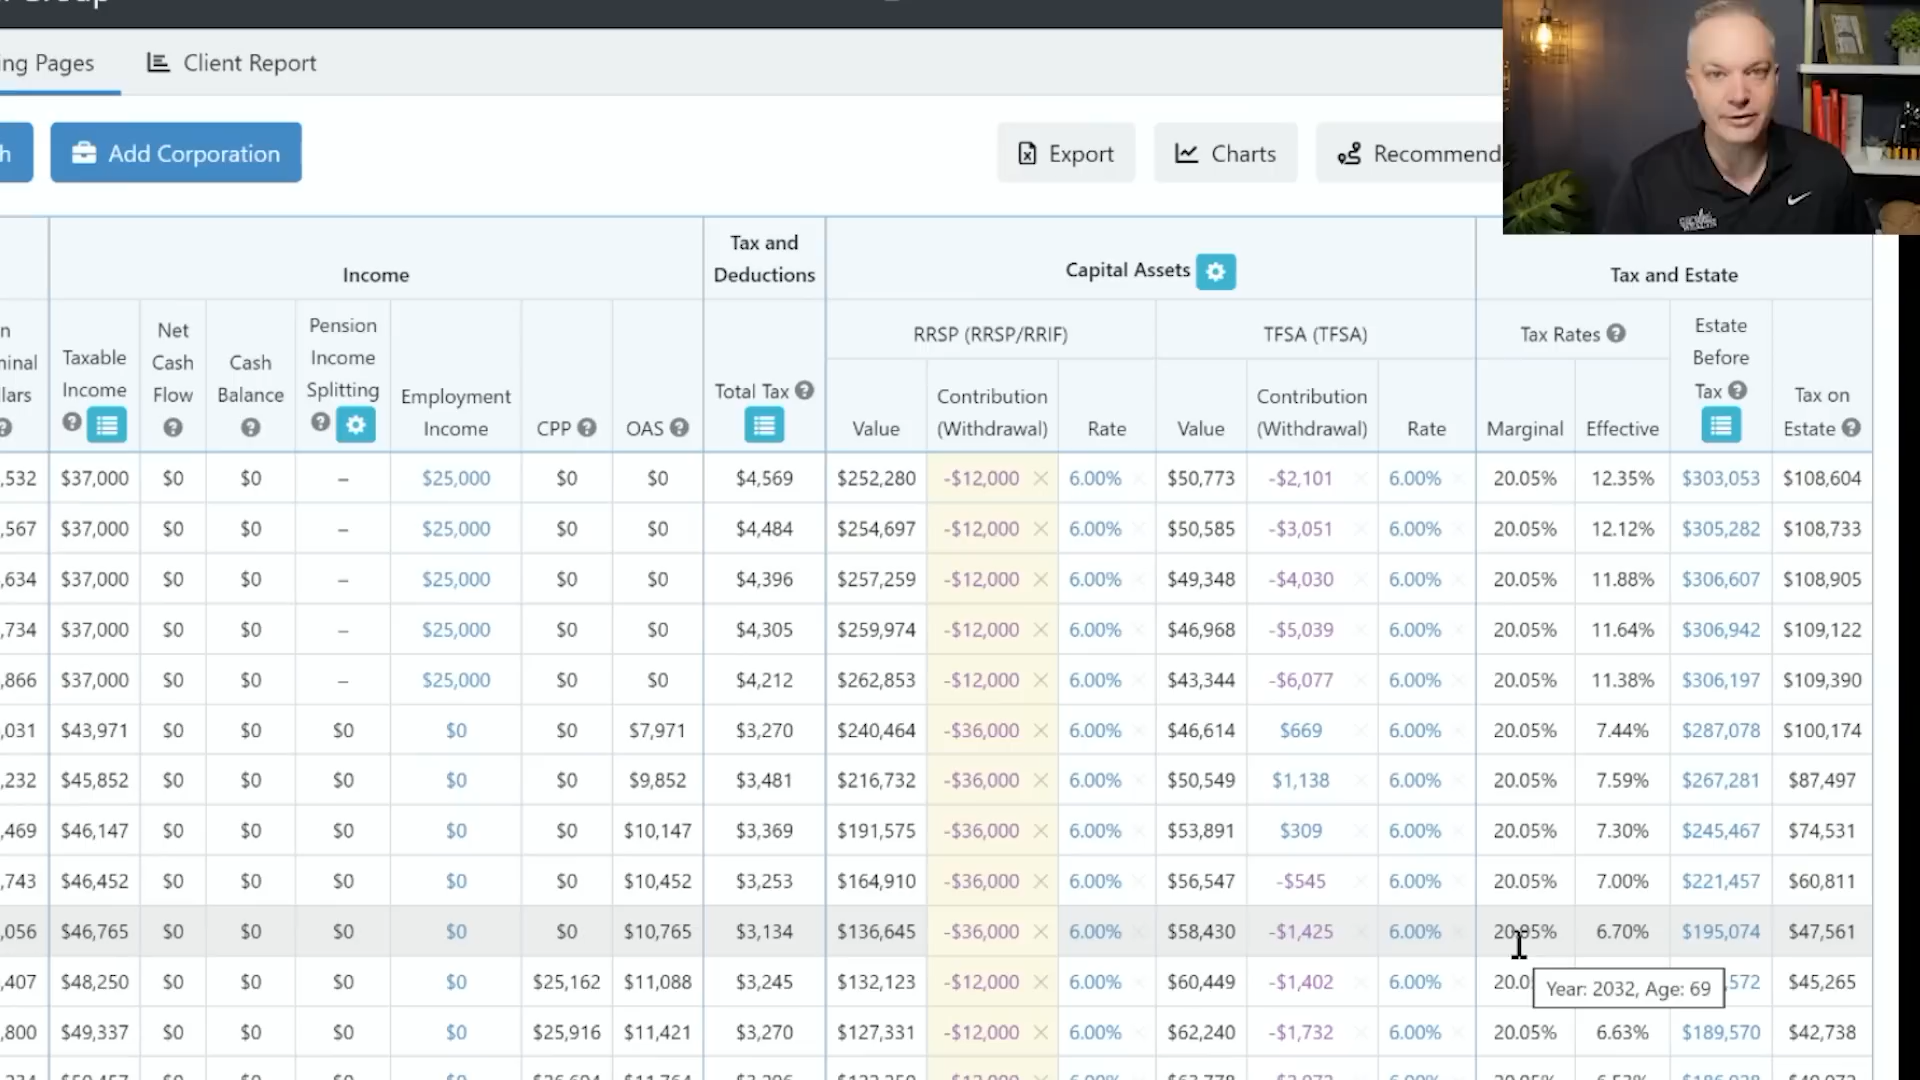 ing Pages
Client Report
h
Add Corporation
Export
Charts
Recommend
Income
Tax and
Deductions
Capital Assets
Tax and Estate
n
ninal
lars
Taxable
Income
Net
Cash
Flow
Cash
Balance
Pension
Income
Splitting
Employment
Income
CPP
OAS
Total Tax
RRSP (RRSP/RRIF)
TFSA (TFSA)
Tax Rates
Value
Contribution
(Withdrawal)
Rate
Value
Contribution
(Withdrawal)
Rate
Marginal
Effective
Estate
Before
Tax
Tax on
Estate
,532 $37,000 $0 $0 – $25,000 $0 $0 $4,569 $252,280 -$12,000 6.00% $50,773 -$2,101 6.00% 20.05% 12.35% $303,053 $108,604
,567 $37,000 $0 $0 – $25,000 $0 $0 $4,484 $254,697 -$12,000 6.00% $50,585 -$3,051 6.00% 20.05% 12.12% $305,282 $108,733
,634 $37,000 $0 $0 – $25,000 $0 $0 $4,396 $257,259 -$12,000 6.00% $49,348 -$4,030 6.00% 20.05% 11.88% $306,607 $108,905
,734 $37,000 $0 $0 – $25,000 $0 $0 $4,305 $259,974 -$12,000 6.00% $46,968 -$5,039 6.00% 20.05% 11.64% $306,942 $109,122
,866 $37,000 $0 $0 – $25,000 $0 $0 $4,212 $262,853 -$12,000 6.00% $43,344 -$6,077 6.00% 20.05% 11.38% $306,197 $109,390
,031 $43,971 $0 $0 $0 $0 $0 $7,971 $3,270 $240,464 -$36,000 6.00% $46,614 $669 6.00% 20.05% 7.44% $287,078 $100,174
,232 $45,852 $0 $0 $0 $0 $0 $9,852 $3,481 $216,732 -$36,000 6.00% $50,549 $1,138 6.00% 20.05% 7.59% $267,281 $87,497
,469 $46,147 $0 $0 $0 $0 $0 $10,147 $3,369 $191,575 -$36,000 6.00% $53,891 $309 6.00% 20.05% 7.30% $245,467 $74,531
,743 $46,452 $0 $0 $0 $0 $0 $10,452 $3,253 $164,910 -$36,000 6.00% $56,547 -$545 6.00% 20.05% 7.00% $221,457 $60,811
,056 $46,765 $0 $0 $0 $0 $0 $10,765 $3,134 $136,645 -$36,000 6.00% $58,430 -$1,425 6.00% 20.05% 6.70% $195,074 $47,561
,407 $48,250 $0 $0 $0 $0 $25,162 $11,088 $3,245 $132,123 -$12,000 6.00% $60,449 -$1,402 6.00% 20.0 ,572 $45,265
Year: 2032, Age: 69
,800 $49,337 $0 $0 $0 $0 $25,916 $11,421 $3,270 $127,331 -$12,000 6.00% $62,240 -$1,732 6.00% 20.05% 6.63% $189,570 $42,738